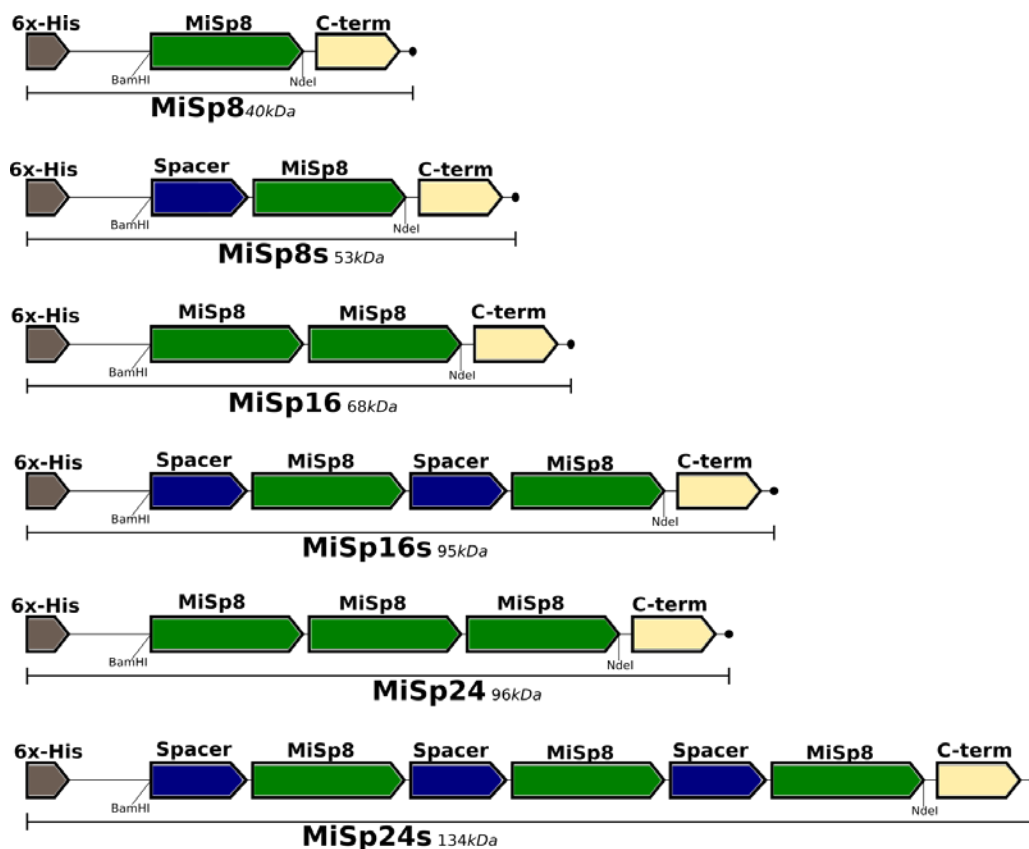 6x-His MiSp8 C-term
BamHI NdeI
MiSp8 40kDa
6x-His Spacer MiSp8 C-term
BamHI NdeI
MiSp8s 53kDa
6x-His MiSp8 MiSp8 C-term
BamHI NdeI
MiSp16 68kDa
6x-His Spacer MiSp8 Spacer MiSp8 C-term
BamHI NdeI
MiSp16s 95kDa
6x-His MiSp8 MiSp8 MiSp8 C-term
BamHI NdeI
MiSp24 96kDa
6x-His Spacer MiSp8 Spacer MiSp8 Spacer MiSp8 C-term
BamHI NdeI
MiSp24s 134kDa